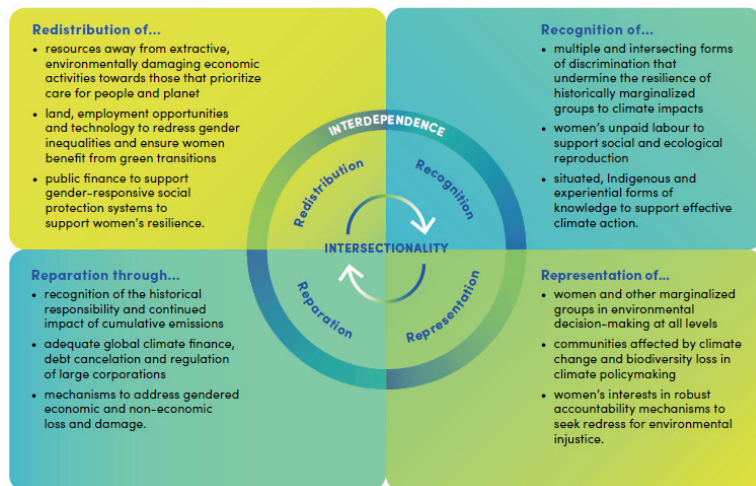 Redistribution of...
• resources away from extractive,
environmentally damaging economic
activities towards those that prioritize
care for people and planet
• land, employment opportunities
and technology to redress gender
inequalities and ensure women
benefit from green transitions
• public finance to support
gender-responsive social
protection systems to
support women's resilience.
Recognition of...
• multiple and intersecting forms
of discrimination that
undermine the resilience of
historically marginalized
groups to climate impacts
• women's unpaid labour to
support social and ecological
reproduction
• situated, Indigenous and
experiential forms of
knowledge to support effective
climate action.
INTERDEPENDENCE
Redistribution
Recognition
INTERSECTIONALITY
Reparation
Representation
Reparation through...
• recognition of the historical
responsibility and continued
impact of cumulative emissions
• adequate global climate finance,
debt cancelation and regulation
of large corporations
• mechanisms to address gendered
economic and non-economic
loss and damage.
Representation of...
• women and other marginalized
groups in environmental
decision-making at all levels
• communities affected by climate
change and biodiversity loss in
climate policymaking
• women's interests in robust
accountability mechanisms to
seek redress for environmental
injustice.